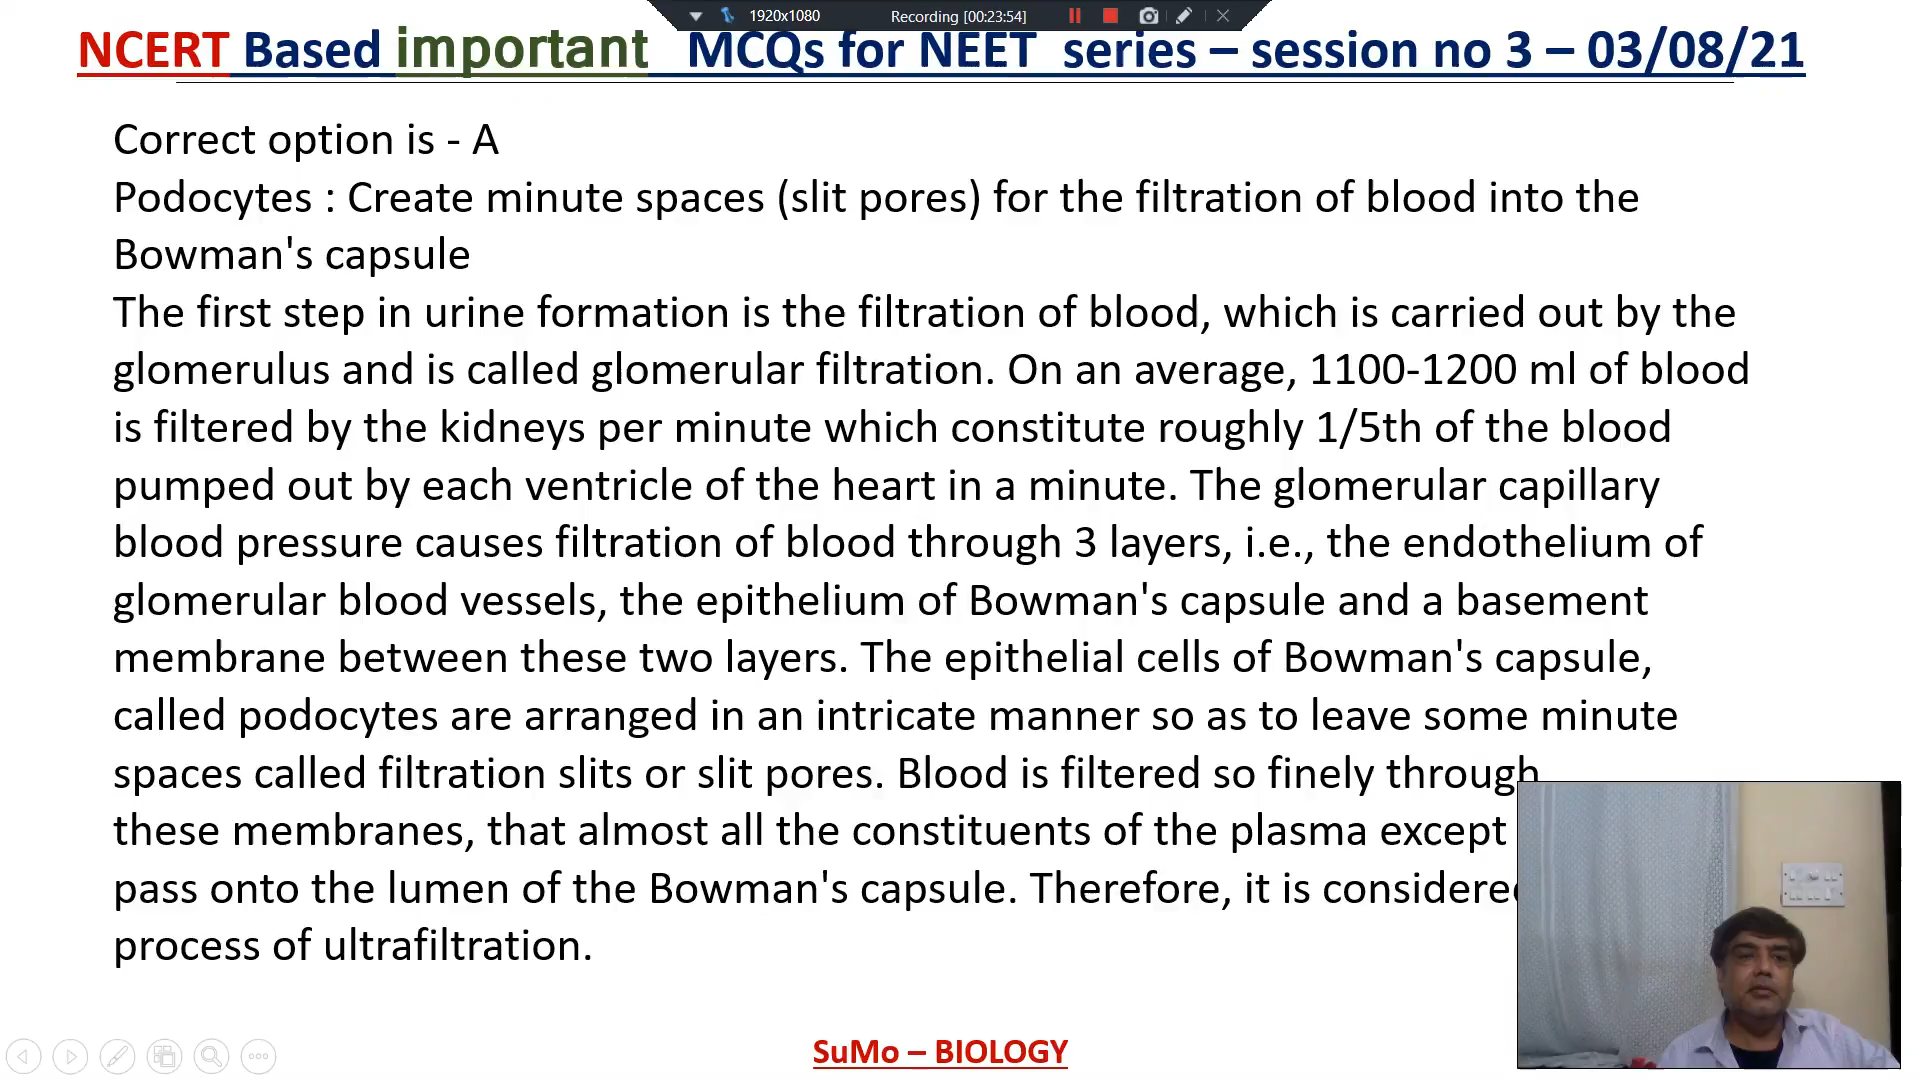 1920x1080 Recording [00:23:54]
NCERT Based important MCQs for NEET series – session no 3 – 03/08/21
Correct option is - A
Podocytes : Create minute spaces (slit pores) for the filtration of blood into the
Bowman's capsule
The first step in urine formation is the filtration of blood, which is carried out by the
glomerulus and is called glomerular filtration. On an average, 1100-1200 ml of blood
is filtered by the kidneys per minute which constitute roughly 1/5th of the blood
pumped out by each ventricle of the heart in a minute. The glomerular capillary
blood pressure causes filtration of blood through 3 layers, i.e., the endothelium of
glomerular blood vessels, the epithelium of Bowman's capsule and a basement
membrane between these two layers. The epithelial cells of Bowman's capsule,
called podocytes are arranged in an intricate manner so as to leave some minute
spaces called filtration slits or slit pores. Blood is filtered so finely through
these membranes, that almost all the constituents of the plasma except
pass onto the lumen of the Bowman's capsule. Therefore, it is considered
process of ultrafiltration.
SuMo – BIOLOGY